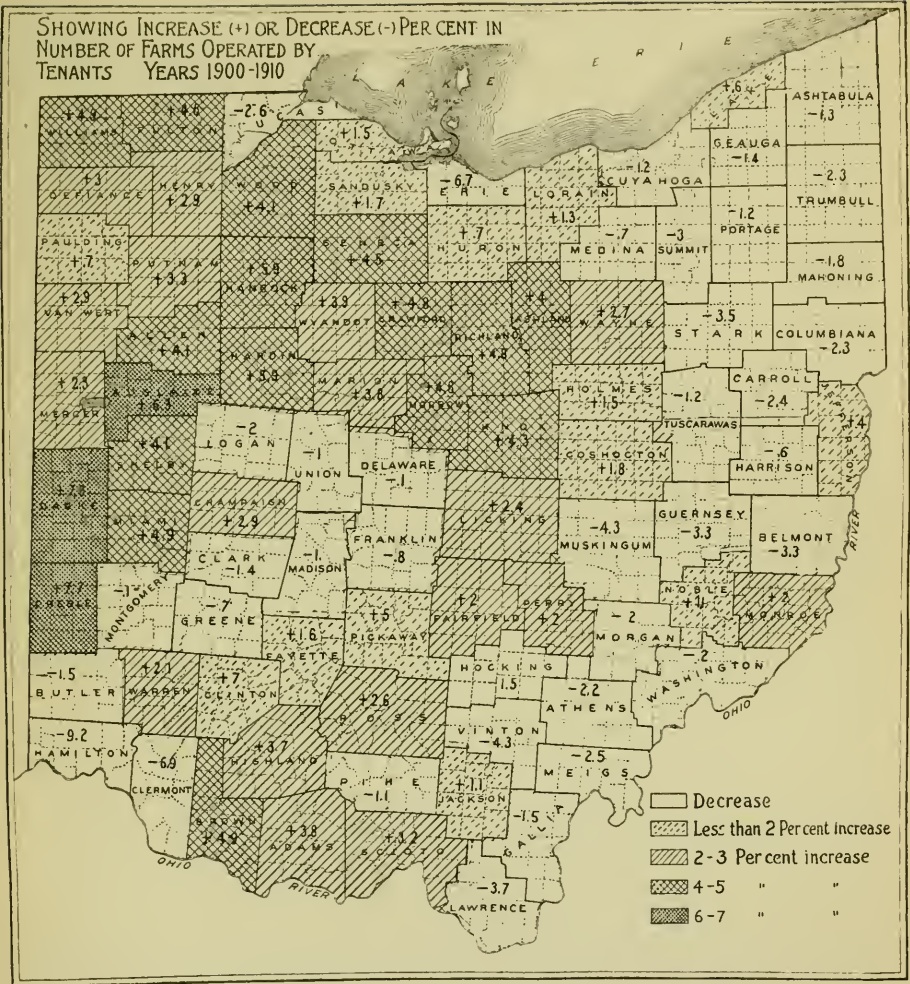 SHOWING INCREASE (+) OR DECREASE (-) PER CENT IN
NUMBER OF FARMS OPERATED BY
TENANTS YEARS 1900-1910
LAKE ERIE
WILLIAMS
+4.6
FULTON
-2.6
LUCAS
+1.5
OTTAWA
+.6
LAKE
ASHTABULA
-1.3
GEAUGA
-1.4
+3
DEFIANCE
HENRY
+2.9
WOOD
+4.1
SANDUSKY
+1.7
-6.7
ERIE
LORAIN
+1.3
-1.2
CUYAHOGA
-2.3
TRUMBULL
PAULDING
+.7
PUTNAM
+3.3
+5.9
HANCOCK
SENECA
+4.5
+.7
HURON
-.7
MEDINA
-3
SUMMIT
-1.2
PORTAGE
-1.8
MAHONING
+2.9
VAN WERT
ALLEN
+4.1
HARDIN
+5.9
+3.9
WYANDOT
+4.8
CRAWFORD
RICHLAND
+4.8
+4
ASHLAND
+2.7
WAYNE
-3.5
STARK
COLUMBIANA
-2.3
+2.3
MERCER
AUGLAIZE
+6.5
MARION
+3.8
+4.8
MORROW
KNOX
+4.3
HOLMES
+1.5
-1.2
TUSCARAWAS
CARROLL
-2.4
+.4
JEFFERSON
+4.1
SHELBY
-2
LOGAN
-1
UNION
DELAWARE
-.1
COSHOCTON
+1.8
-.6
HARRISON
DARKE
MIAMI
+4.9
CHAMPAIGN
+2.9
+2.4
LICKING
-4.3
MUSKINGUM
GUERNSEY
-3.3
BELMONT
-3.3
RIVER
+7.7
PREBLE
-1
MONTGOMERY
CLARK
-1.4
-1
MADISON
FRANKLIN
-.8
+2
FAIRFIELD
PERRY
+2
NOBLE
+2
MONROE
-.7
GREENE
+1.6
FAYETTE
+.5
PICKAWAY
-2
MORGAN
-.2
WASHINGTON
OHIO
-1.5
BUTLER
+2.1
WARREN
+.7
CLINTON
+2.6
ROSS
HOCKING
1.5
-2.2
ATHENS
-9.2
HAMILTON
-6.9
CLERMONT
+3.7
HIGHLAND
PIKE
-1.1
VINTON
-4.3
-2.5
MEIGS
BROWN
+4.9
+3.8
ADAMS
+3.2
SCIOTO
+1.1
JACKSON
-1.5
GALLIA
-3.7
LAWRENCE
OHIO
RIVER
Decrease
Less than 2 Per cent increase
2-3 Per cent increase
4-5 " "
6-7 " "